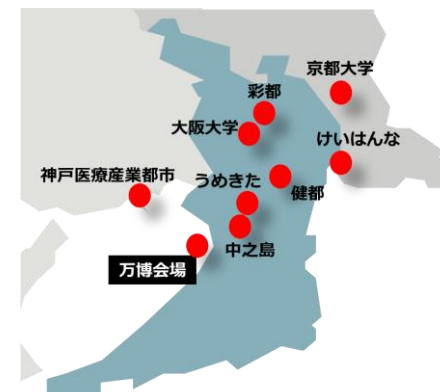 京都大学
彩都
大阪大学
けいはんな
神戸医療産業都市
うめきた
健都
中之島
万博会場